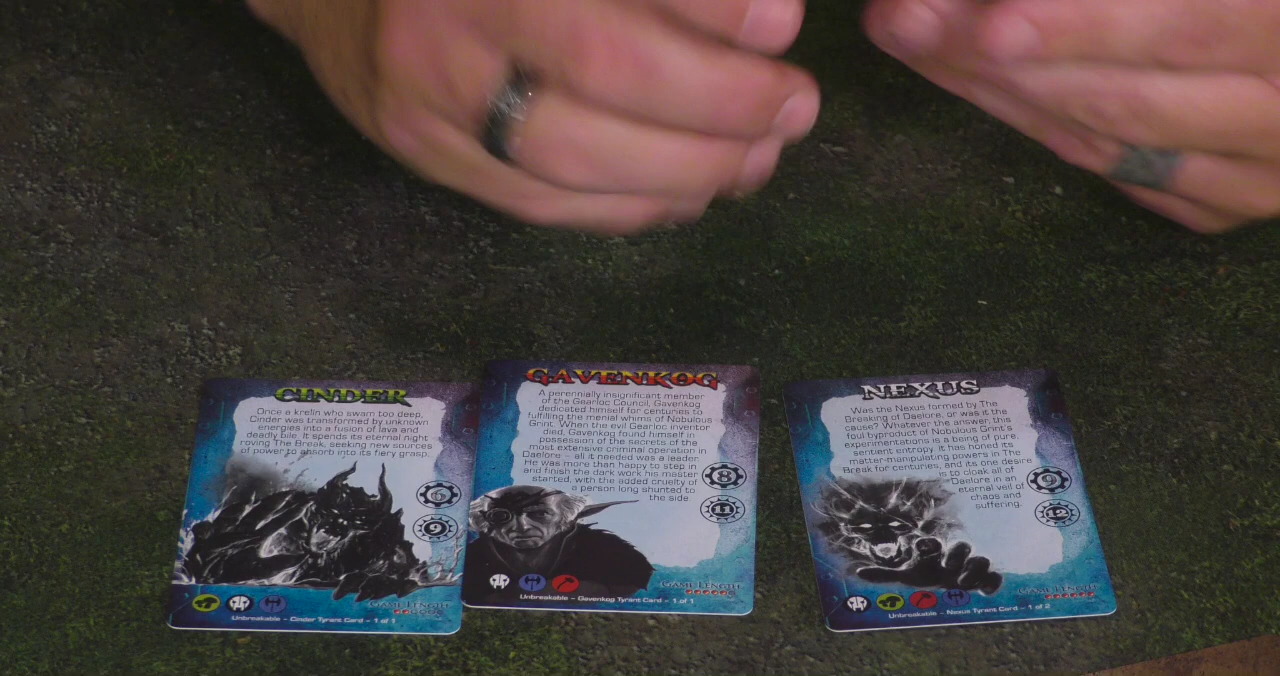 CINDER
Once a krelin who swam too deep,
Cinder was transformed by unknown
energies into a fusion of lava and
deadly bile. It spends its eternal night
roving The Break, seeking new sources
of power to absorb into its fiery grasp.
6
9
GAME LENGTH
Unbreakable – Cinder Tyrant Card – 1 of 1
GAVENKOG
A perennially insignificant member
of the Gearloc Council, Gavenkog
dedicated himself for centuries to
fulfilling the menial whims of Nobulous
Grint. When the evil Gearloc inventor
died, Gavenkog found himself in
possession of the secrets of the
most extensive criminal operation in
Daelore – all it needed was a leader.
He was more than happy to step in
and finish the dark work his master
started, with the added cruelty of
a person long shunted to
the side.
8
11
GAME LENGTH
Unbreakable – Gavenkog Tyrant Card – 1 of 1
NEXUS
Was the Nexus formed by The
Breaking of Daelore, or was it the
cause? Whatever the answer, this
foul byproduct of Nobulous Grint's
experimentations is a being of pure,
sentient entropy. It has honed its
matter-manipulating powers in The
Break for centuries, and its one desire
is to cloak all of
Daelore in an
eternal veil of
chaos and
suffering.
9
12
GAME LENGTH
Unbreakable – Nexus Tyrant Card – 1 of 2